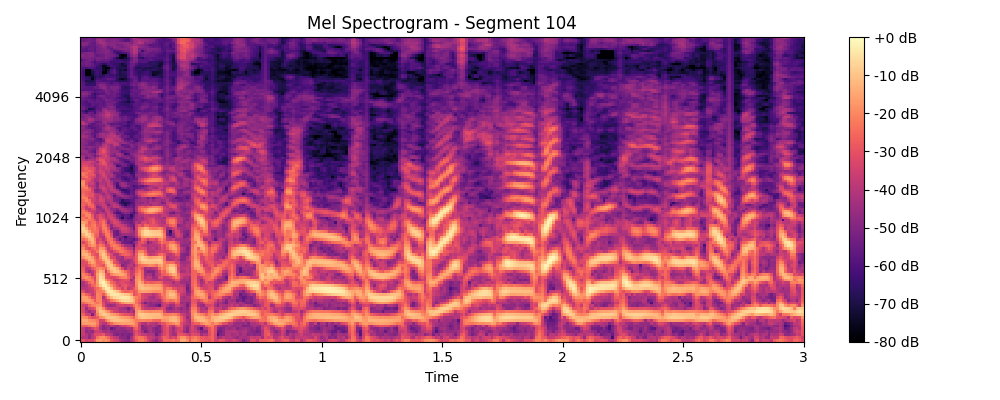 Mel Spectrogram - Segment 104
Frequency
4096
2048
1024
512
0
0
0.5
1
1.5
2
2.5
3
Time
+0 dB
-10 dB
-20 dB
-30 dB
-40 dB
-50 dB
-60 dB
-70 dB
-80 dB